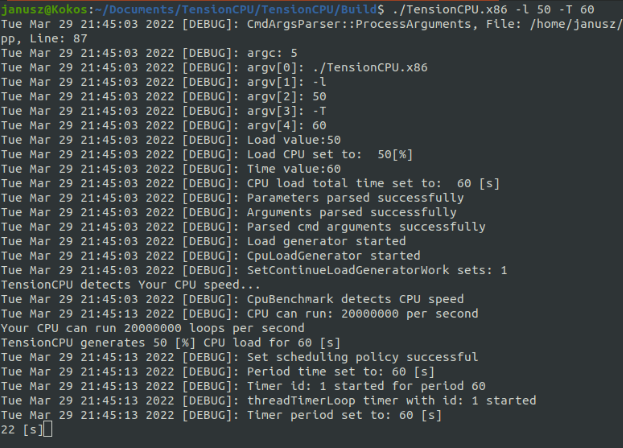 janusz@Kokos:~/Documents/TensionCPU/TensionCPU/Build$ ./TensionCPU.x86 -l 50 -T 60
Tue Mar 29 21:45:03 2022 [DEBUG]: CmdArgsParser::ProcessArguments, File: /home/janusz/
pp, Line: 87
Tue Mar 29 21:45:03 2022 [DEBUG]: argc: 5
Tue Mar 29 21:45:03 2022 [DEBUG]: argv[0]: ./TensionCPU.x86
Tue Mar 29 21:45:03 2022 [DEBUG]: argv[1]: -l
Tue Mar 29 21:45:03 2022 [DEBUG]: argv[2]: 50
Tue Mar 29 21:45:03 2022 [DEBUG]: argv[3]: -T
Tue Mar 29 21:45:03 2022 [DEBUG]: argv[4]: 60
Tue Mar 29 21:45:03 2022 [DEBUG]: Load value:50
Tue Mar 29 21:45:03 2022 [DEBUG]: Load CPU set to:  50[%]
Tue Mar 29 21:45:03 2022 [DEBUG]: Time value:60
Tue Mar 29 21:45:03 2022 [DEBUG]: CPU load total time set to:  60 [s]
Tue Mar 29 21:45:03 2022 [DEBUG]: Parameters parsed successfully
Tue Mar 29 21:45:03 2022 [DEBUG]: Arguments parsed successfully
Tue Mar 29 21:45:03 2022 [DEBUG]: Parsed cmd arguments successfully
Tue Mar 29 21:45:03 2022 [DEBUG]: Load generator started
Tue Mar 29 21:45:03 2022 [DEBUG]: CpuLoadGenerator started
Tue Mar 29 21:45:03 2022 [DEBUG]: SetContinueLoadGeneratorWork sets: 1
TensionCPU detects Your CPU speed...
Tue Mar 29 21:45:03 2022 [DEBUG]: CpuBenchmark detects CPU speed
Tue Mar 29 21:45:13 2022 [DEBUG]: CPU can run: 20000000 per second
Your CPU can run 20000000 loops per second
TensionCPU generates 50 [%] CPU load for 60 [s]
Tue Mar 29 21:45:13 2022 [DEBUG]: Set scheduling policy successful
Tue Mar 29 21:45:13 2022 [DEBUG]: Period time set to: 60 [s]
Tue Mar 29 21:45:13 2022 [DEBUG]: Timer id: 1 started for period 60
Tue Mar 29 21:45:13 2022 [DEBUG]: threadTimerLoop timer with id: 1 started
Tue Mar 29 21:45:13 2022 [DEBUG]: Timer period set to: 60 [s]
22 [s]